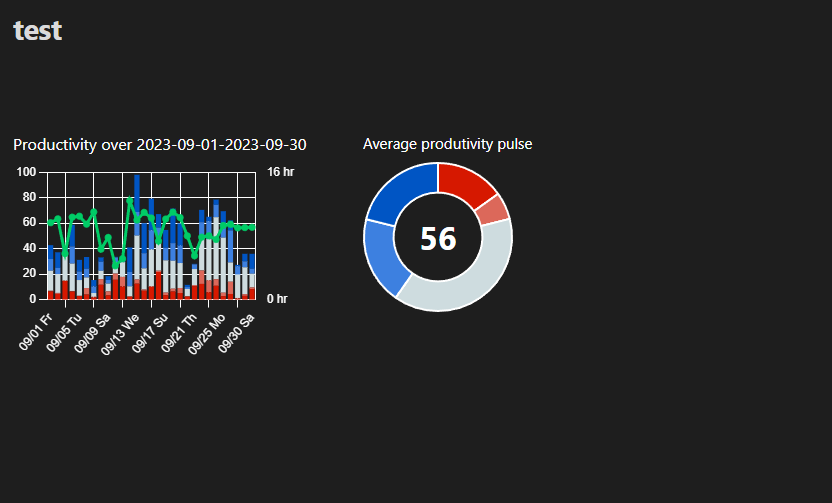 test
Productivity over 2023-09-01-2023-09-30
Average produtivity pulse
100
80
60
40
20
0
16 hr
0 hr
09/01 Fr
09/05 Tu
09/09 Sa
09/13 We
09/17 Su
09/21 Th
09/25 Mo
09/30 Sa
56